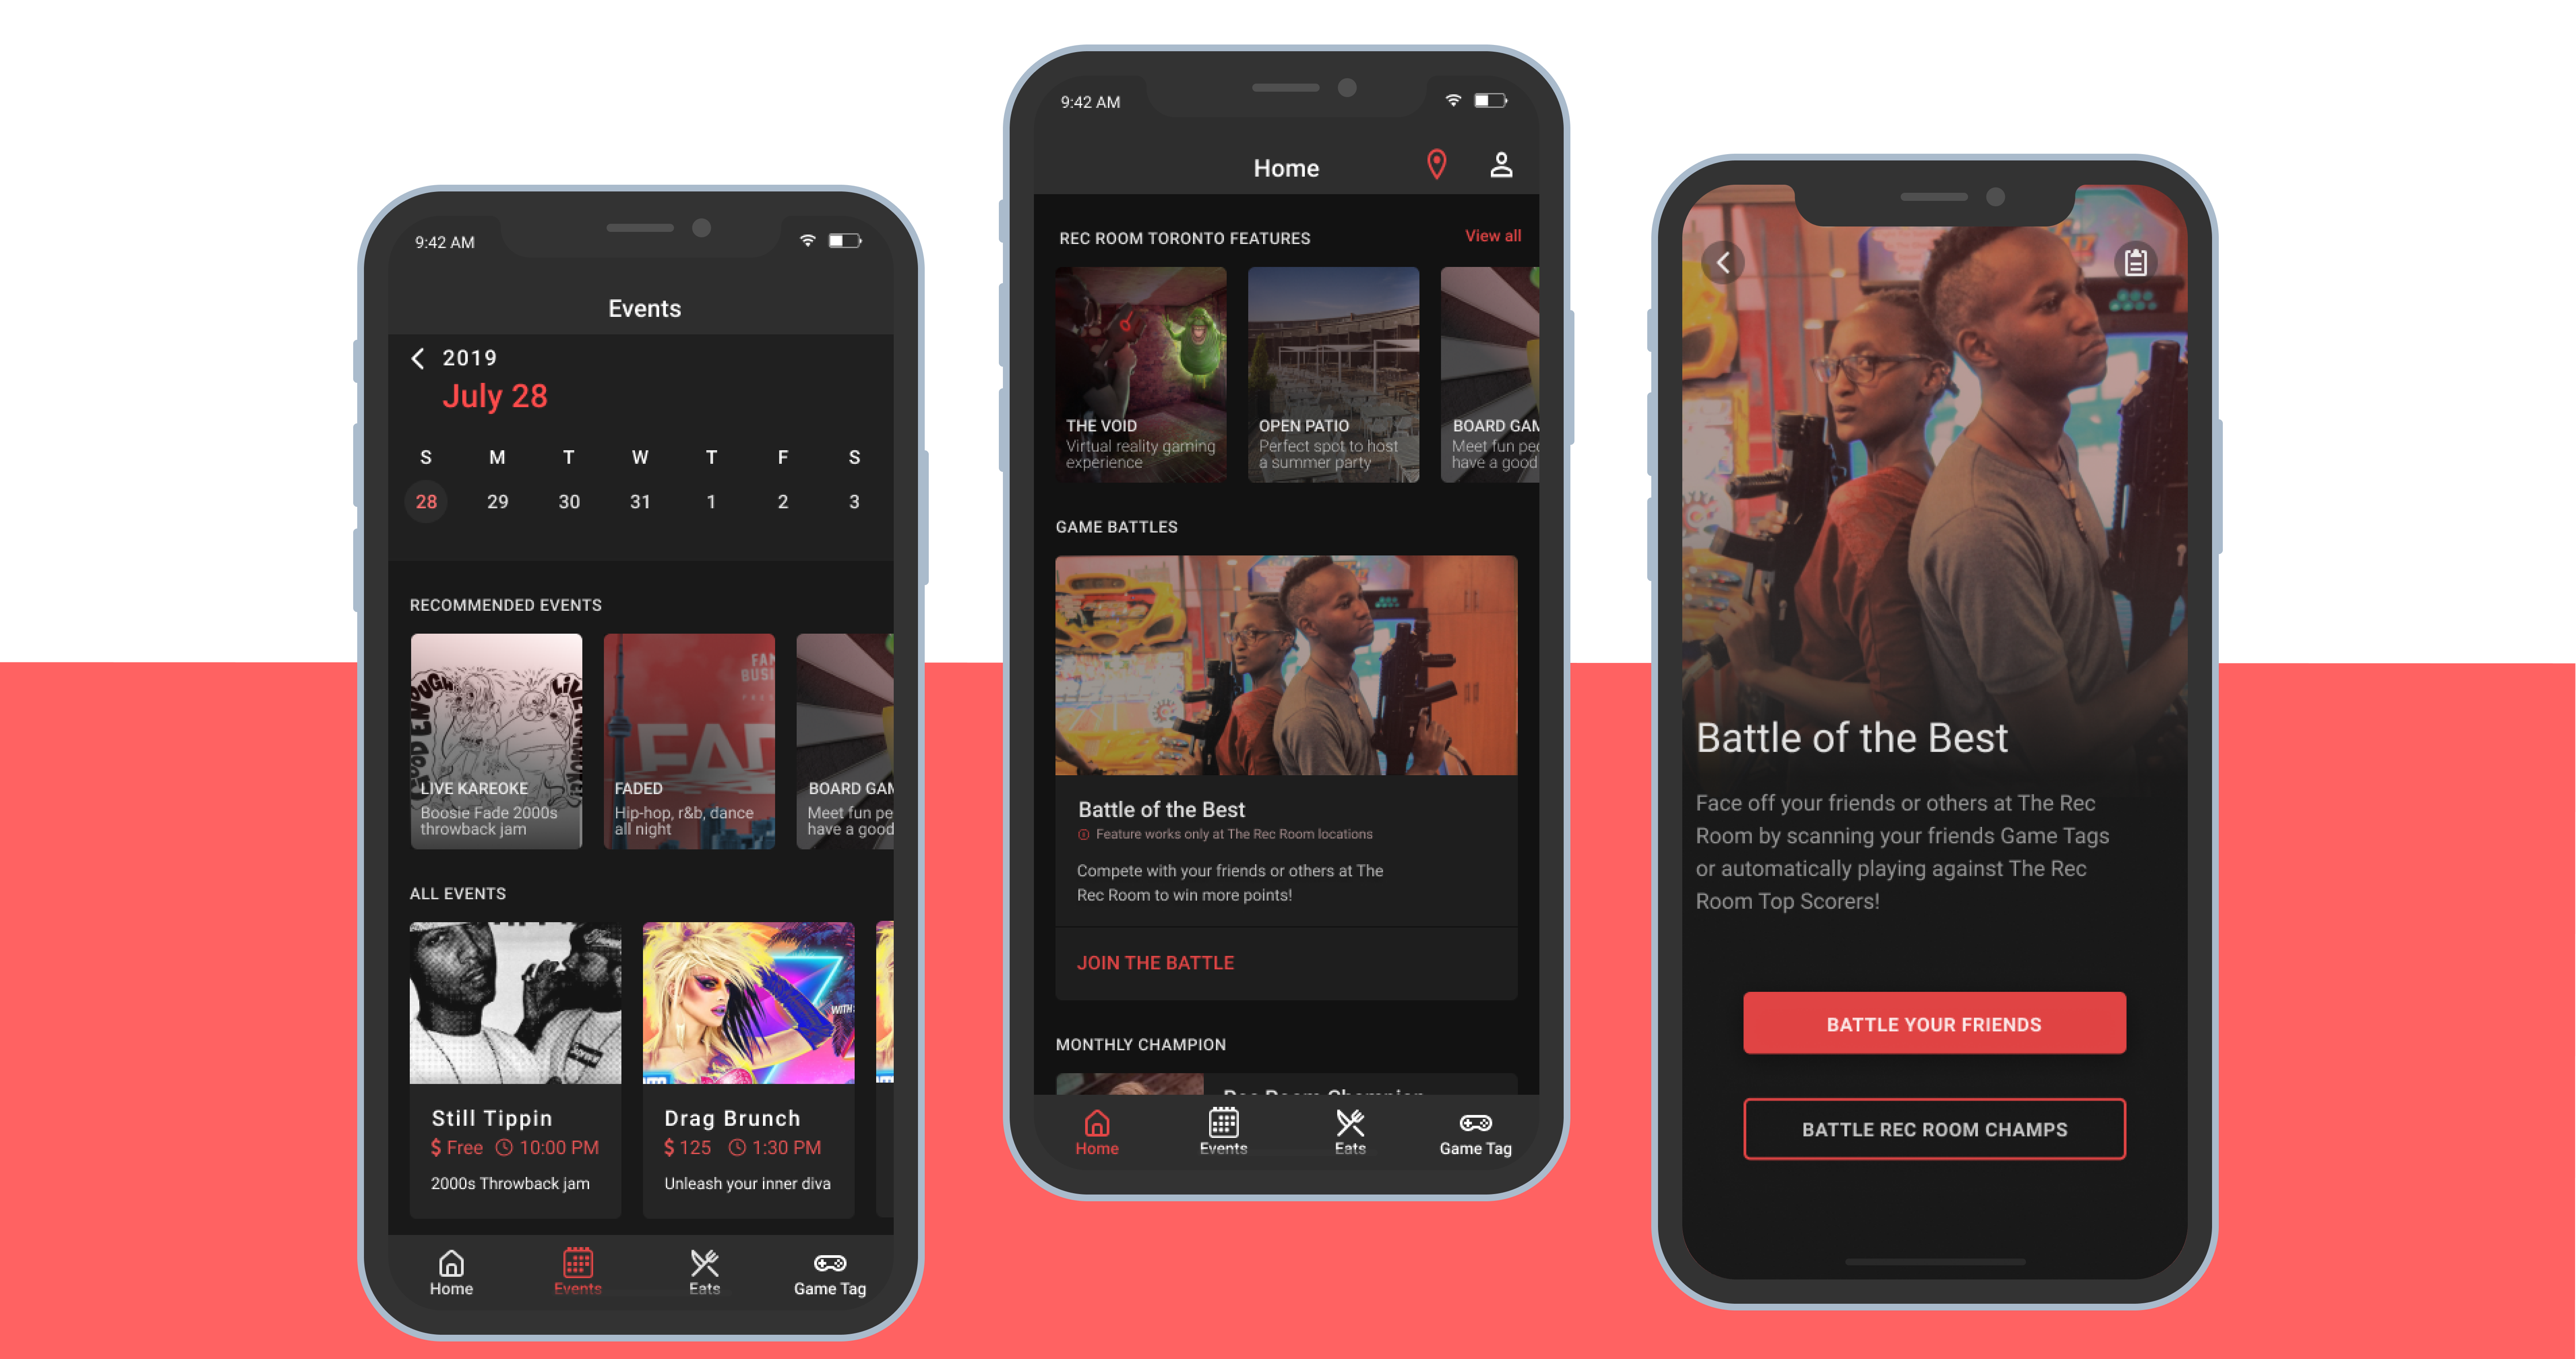 9:42 AM
Events
2019
July 28
S M T W T F S
28 29 30 31 1 2 3
RECOMMENDED EVENTS
LIVE KAREOKE
Boosie Fade 2000s
throwback jam
FADED
Hip-hop, r&b, dance
all night
BOARD GAM
Meet fun pe
have a good
ALL EVENTS
WITH
Still Tippin
$ Free 10:00 PM
2000s Throwback jam
Drag Brunch
$ 125 1:30 PM
Unleash your inner diva
Home
Events
Eats
Game Tag
9:42 AM
Home
REC ROOM TORONTO FEATURES
View all
THE VOID
Virtual reality gaming
experience
OPEN PATIO
Perfect spot to host
a summer party
BOARD GAM
Meet fun pe
have a good
GAME BATTLES
Battle of the Best
Feature works only at The Rec Room locations
Compete with your friends or others at The
Rec Room to win more points!
JOIN THE BATTLE
MONTHLY CHAMPION
Rec Room Champion
Home
Events
Eats
Game Tag
Battle of the Best
Face off your friends or others at The Rec
Room by scanning your friends Game Tags
or automatically playing against The Rec
Room Top Scorers!
BATTLE YOUR FRIENDS
BATTLE REC ROOM CHAMPS